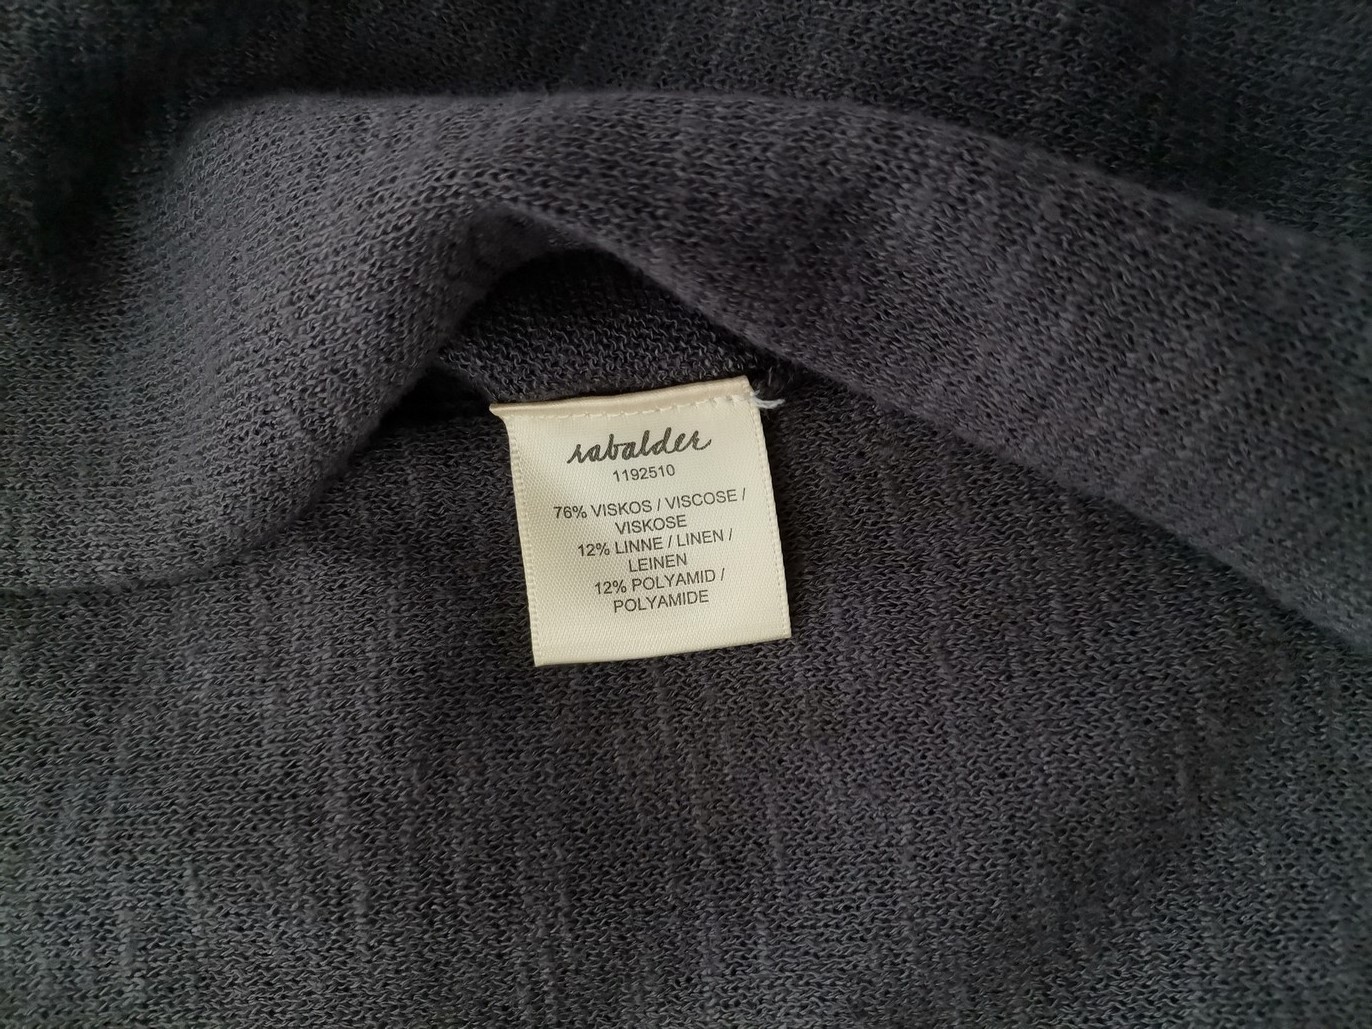 rabalder
1192510
76% VISKOS / VISCOSE /
VISKOSE
12% LINNE / LINEN /
LEINEN
12% POLYAMID /
POLYAMIDE